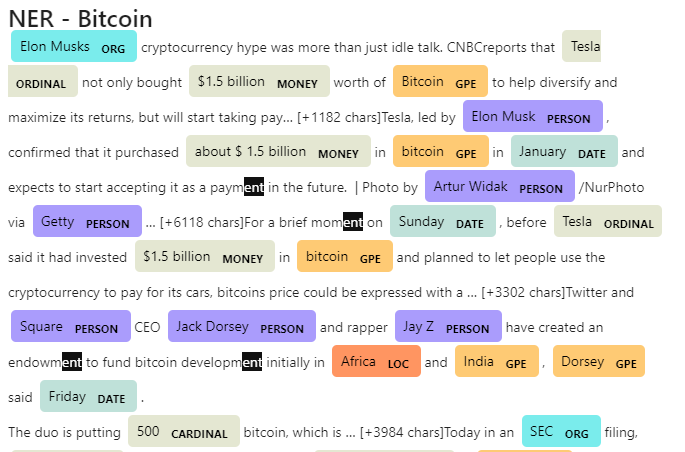 NER - Bitcoin
Elon Musks ORG cryptocurrency hype was more than just idle talk. CNBCreports that Tesla
ORDINAL not only bought $1.5 billion MONEY worth of Bitcoin GPE to help diversify and
maximize its returns, but will start taking pay... [+1182 chars]Tesla, led by Elon Musk PERSON ,
confirmed that it purchased about $ 1.5 billion MONEY in bitcoin GPE in January DATE and
expects to start accepting it as a payment in the future. | Photo by Artur Widak PERSON /NurPhoto
via Getty PERSON ... [+6118 chars]For a brief moment on Sunday DATE , before Tesla ORDINAL
said it had invested $1.5 billion MONEY in bitcoin GPE and planned to let people use the
cryptocurrency to pay for its cars, bitcoins price could be expressed with a ... [+3302 chars]Twitter and
Square PERSON CEO Jack Dorsey PERSON and rapper Jay Z PERSON have created an
endowment to fund bitcoin development initially in Africa LOC and India GPE , Dorsey GPE
said Friday DATE .
The duo is putting 500 CARDINAL bitcoin, which is ... [+3984 chars]Today in an SEC ORG filing,